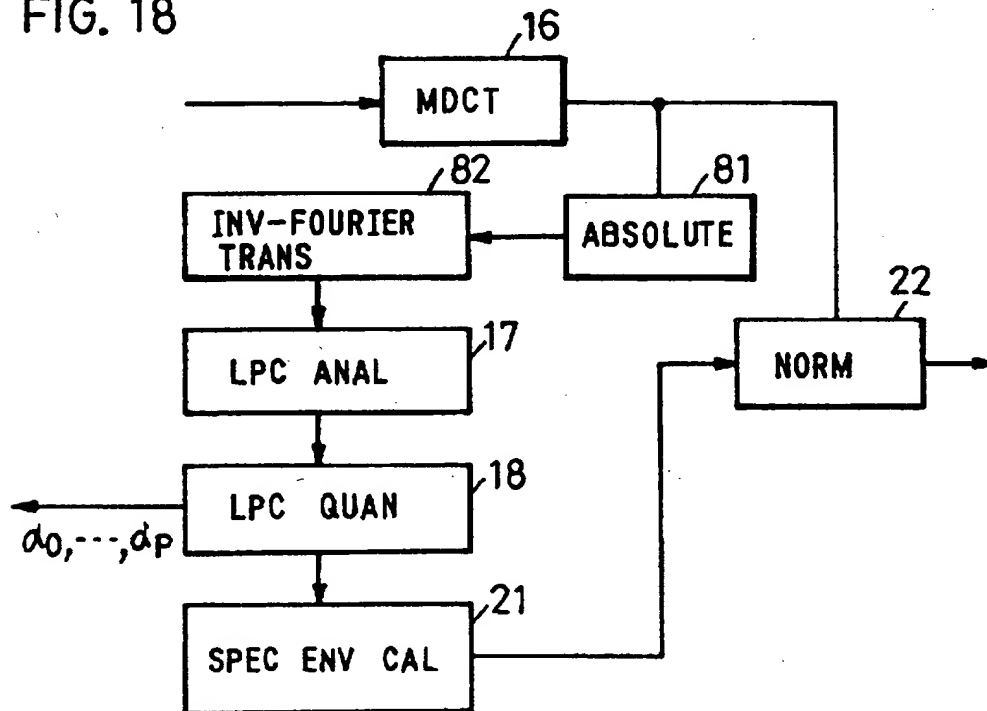 FIG. 18
16
MDCT
82
81
INV-FOURIER
TRANS
ABSOLUTE
22
17
LPC ANAL
NORM
18
LPC QUAN
α0,---,αP
21
SPEC ENV CAL